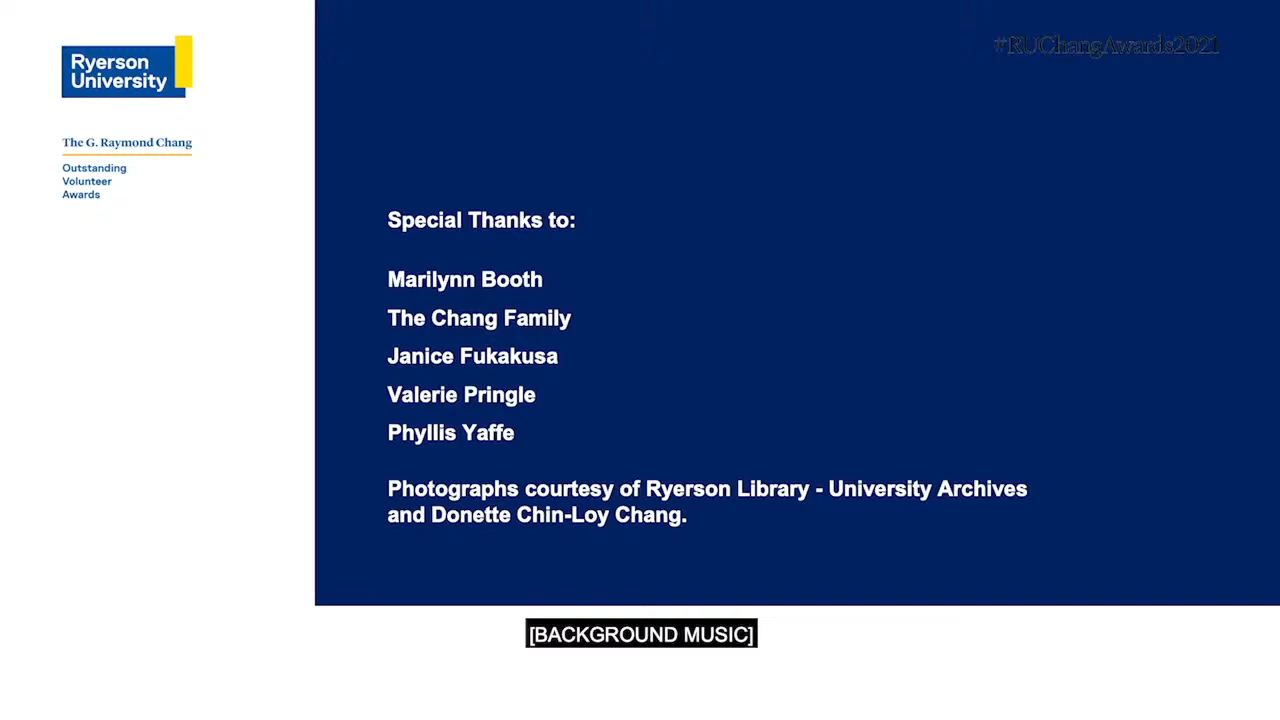 Ryerson
University
The G. Raymond Chang
Outstanding
Volunteer
Awards
#RUChangAwards2021
Special Thanks to:
Marilynn Booth
The Chang Family
Janice Fukakusa
Valerie Pringle
Phyllis Yaffe
Photographs courtesy of Ryerson Library - University Archives
and Donette Chin-Loy Chang.
[BACKGROUND MUSIC]